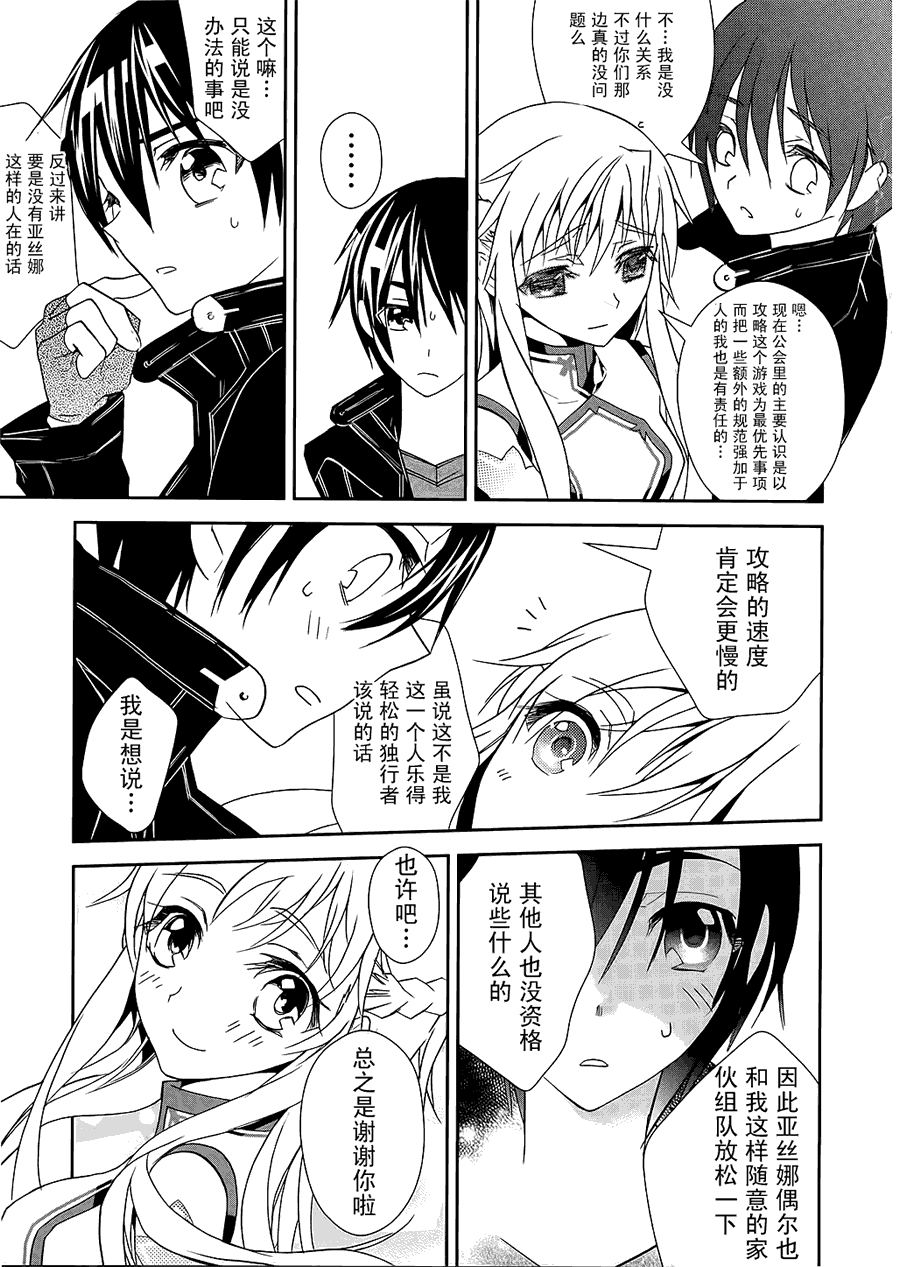 不…我是没
什么关系
不过你们那
边真的没问
题么
嗯…
现在公会里的主要认识是以
攻略这个游戏为最优先事项
而把一些额外的规范强加于
人的我也是有责任的…
……
这个嘛…
只能说是没
办法的事吧
反过来讲
要是没有亚丝娜
这样的人在的话
攻略的速度
肯定会更慢的
虽说这不是我
这一个人乐得
轻松的独行者
该说的话
我是想说…
因此亚丝娜偶尔也
和我这样随意的家
伙组队放松一下
其他人也没资格
说些什么的
也许吧…
总之是谢谢你啦